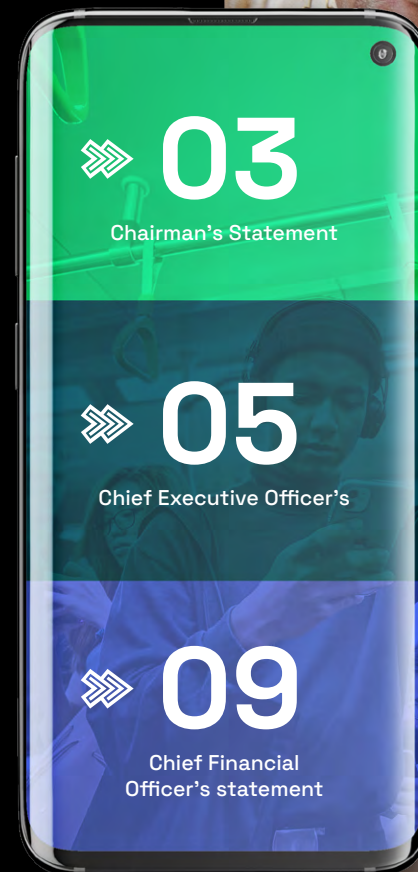 03
Chairman's Statement
05
Chief Executive Officer's
09
Chief Financial
Officer's statement